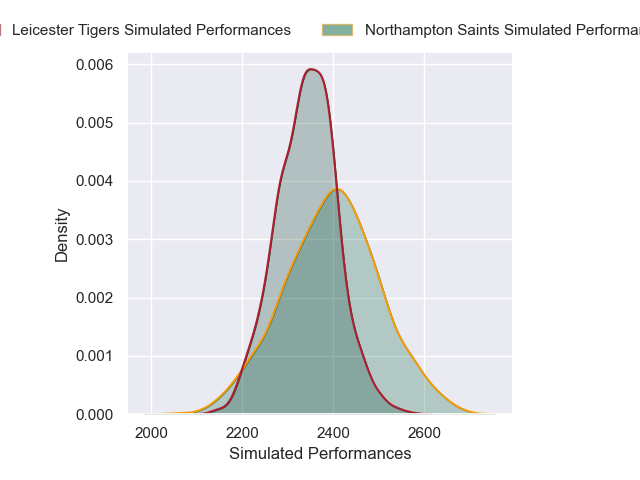 Leicester Tigers Simulated Performances
Northampton Saints Simulated
0.006
0.005
0.004
0.003
0.002
0.001
0.000
Density
2000 2200 2400 2600
Simulated Performances